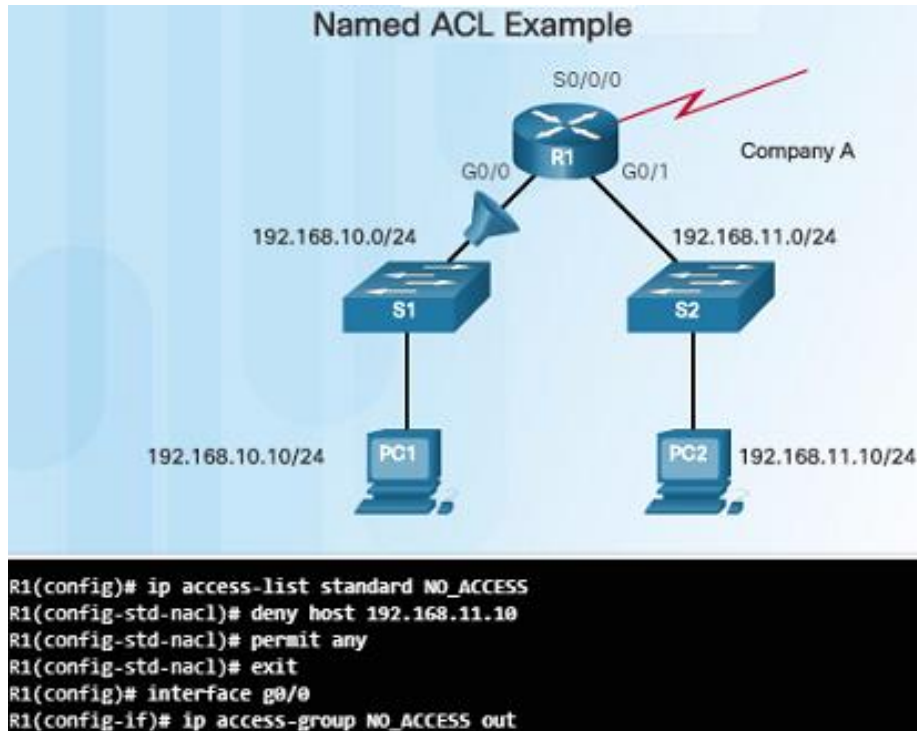 Named ACL Example
S0/0/0
R1
Company A
G0/0
G0/1
192.168.10.0/24
192.168.11.0/24
S1
S2
192.168.10.10/24
PC1
PC2
192.168.11.10/24
R1(config)# ip access-list standard NO_ACCESS
R1(config-std-nacl)# deny host 192.168.11.10
R1(config-std-nacl)# permit any
R1(config-std-nacl)# exit
R1(config)# interface g0/0
R1(config-if)# ip access-group NO_ACCESS out